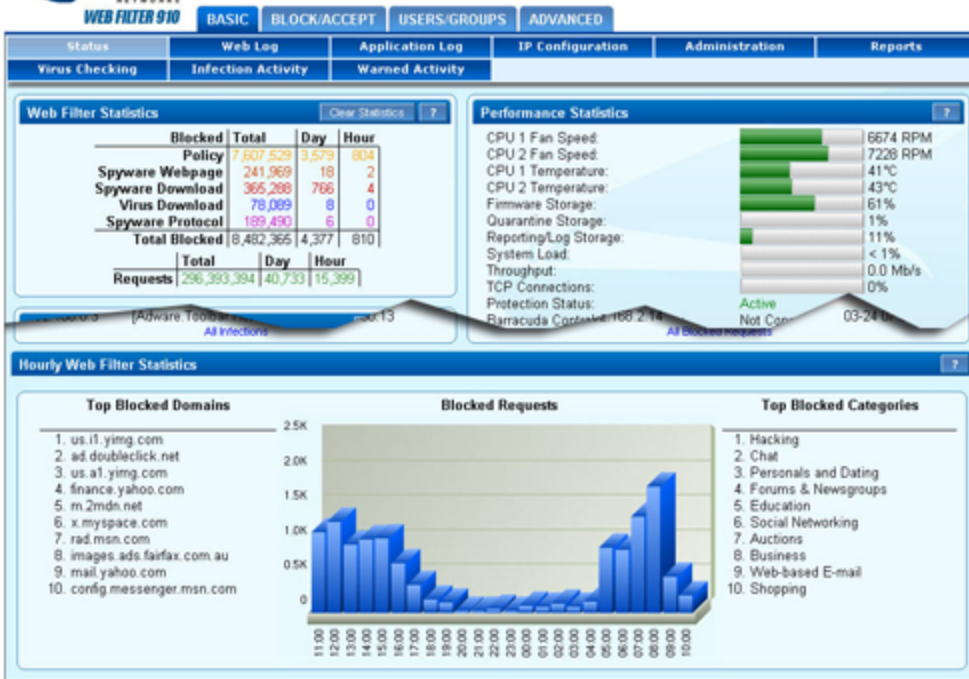 NETWORKS
WEB FILTER 910
BASIC BLOCK/ACCEPT USERS/GROUPS ADVANCED
Status Web Log Application Log IP Configuration Administration Reports
Virus Checking Infection Activity Warned Activity
Web Filter Statistics Clear Statistics ?
Blocked Total Day Hour
Policy 7,607,529 3,579 804
Spyware Webpage 241,969 18 2
Spyware Download 365,288 766 4
Virus Download 78,089 8 0
Spyware Protocol 189,490 6 0
Total Blocked 8,482,365 4,377 810
Total Day Hour
Requests 296,393,394 40,733 15,399
Performance Statistics ?
CPU 1 Fan Speed: 6674 RPM
CPU 2 Fan Speed: 7228 RPM
CPU 1 Temperature: 41°C
CPU 2 Temperature: 43°C
Firmware Storage: 61%
Quarantine Storage: 1%
Reporting/Log Storage: 11%
System Load: < 1%
Throughput: 0.0 Mb/s
TCP Connections: 0%
Protection Status: Active
Barracuda
[Adware.Toolbar
All Infections
All Blocked Requests
Hourly Web Filter Statistics ?
Top Blocked Domains
1. us.i1.yimg.com
2. ad.doubleclick.net
3. us.a1.yimg.com
4. finance.yahoo.com
5. m.2mdn.net
6. x.myspace.com
7. rad.msn.com
8. images.ads.fairfax.com.au
9. mail.yahoo.com
10. config.messenger.msn.com
Blocked Requests
2.5K
2.0K
1.5K
1.0K
0.5K
0
11:00 12:00 13:00 14:00 15:00 16:00 17:00 18:00 19:00 20:00 21:00 22:00 23:00 00:00 01:00 02:00 03:00 04:00 05:00 06:00 07:00 08:00 09:00 10:00
Top Blocked Categories
1. Hacking
2. Chat
3. Personals and Dating
4. Forums & Newsgroups
5. Education
6. Social Networking
7. Auctions
8. Business
9. Web-based E-mail
10. Shopping